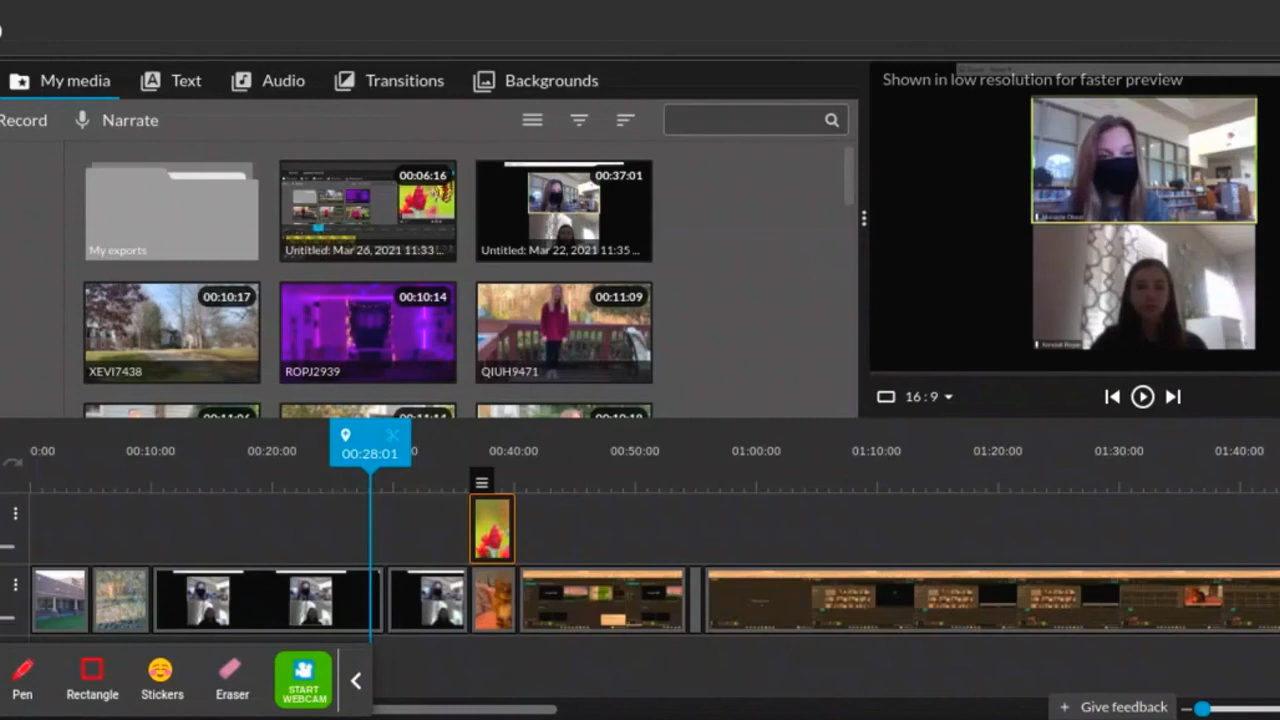 My media
Text
Audio
Transitions
Backgrounds
Shown in low resolution for faster preview
Record
Narrate
My exports
00:06:16
Untitled: Mar 26, 2021 11:33 ...
00:37:01
Untitled: Mar 22, 2021 11:35 ...
00:10:17
XEVI7438
00:10:14
ROPJ2939
00:11:09
QIUH9471
16:9
0:00
00:10:00
00:20:00
00:28:01
00:40:00
00:50:00
01:00:00
01:10:00
01:20:00
01:30:00
01:40:00
Pen
Rectangle
Stickers
Eraser
START
WEBCAM
+ Give feedback